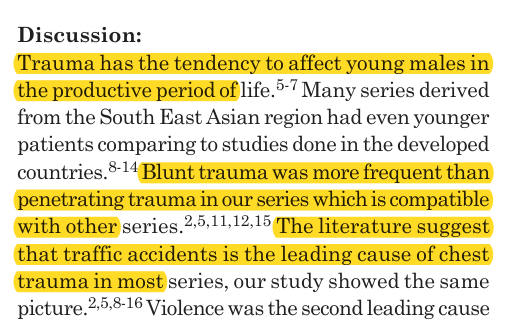 Discussion:
Trauma has the tendency to affect young males in
the productive period of life.5-7 Many series derived
from the South East Asian region had even younger
patients comparing to studies done in the developed
countries.8-14 Blunt trauma was more frequent than
penetrating trauma in our series which is compatible
with other series.2,5,11,12,15 The literature suggest
that traffic accidents is the leading cause of chest
trauma in most series, our study showed the same
picture.2,5,8-16 Violence was the second leading cause